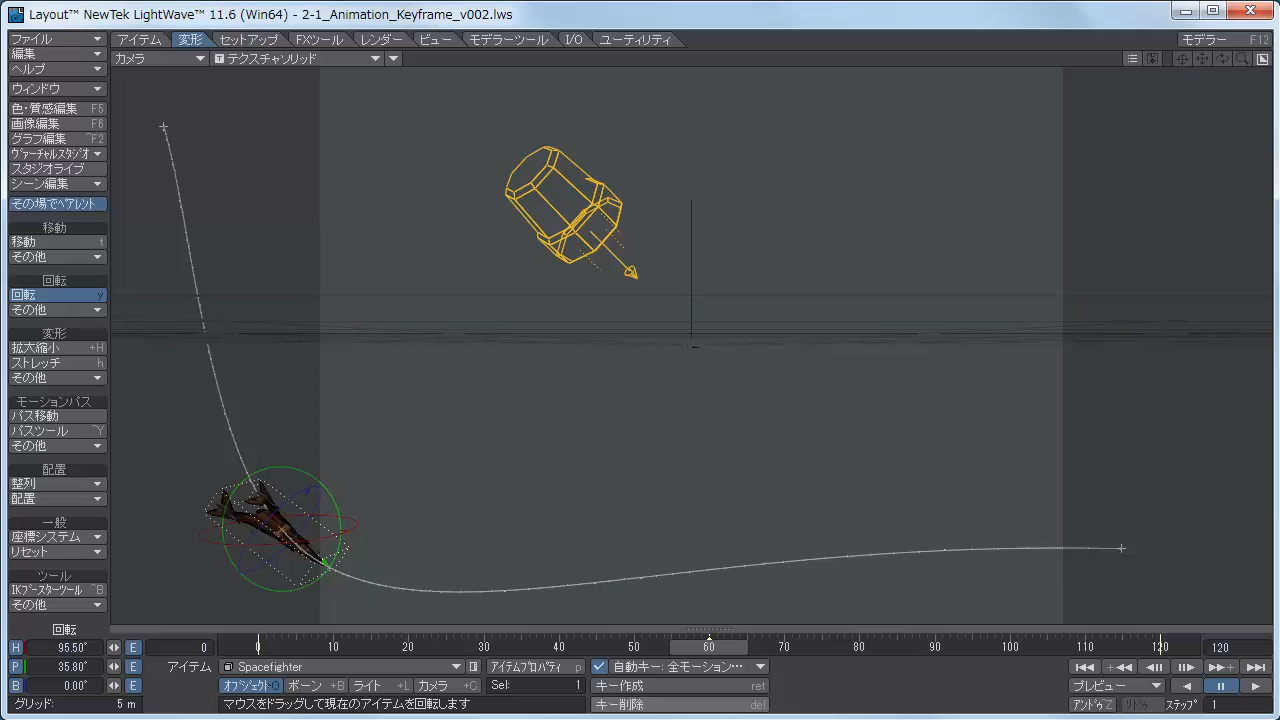 Layout™ NewTek LightWave™ 11.6 (Win64) - 2-1_Animation_Keyframe_v002.lws
ファイル
編集
ヘルプ
ウィンドウ
色・質感編集 F5
画像編集 F6
グラフ編集 ^F2
ヴァーチャルスタジオ
スタジオライブ
シーン編集
その場でペアレント
アイテム 変形 セットアップ FXツール レンダー ビュー モデラーツール I/O ユーティリティ
モデラー F12
カメラ T テクスチャソリッド
移動
移動 t
その他
回転
回転 y
その他
変形
拡大縮小 +H
ストレッチ h
その他
モーションパス
パス移動
パスツール ^Y
その他
配置
整列
配置
一般
座標システム
リセット
ツール
IKブースターツール ^B
その他
回転
H 95.50° E
P 35.80° E
B 0.00° E
グリッド: 5 m
0 0 10 20 30 40 50 60 70 80 90 100 110 120 120
アイテム Spacefighter アイテムプロパティ p
自動キー: 全モーション…
オブジェクト+O ボーン +B ライト +L カメラ +C Sel: 1
キー作成 ret
プレビュー
マウスをドラッグして現在のアイテムを回転します
キー削除 del
アンドゥZ リドゥ ステップ 1